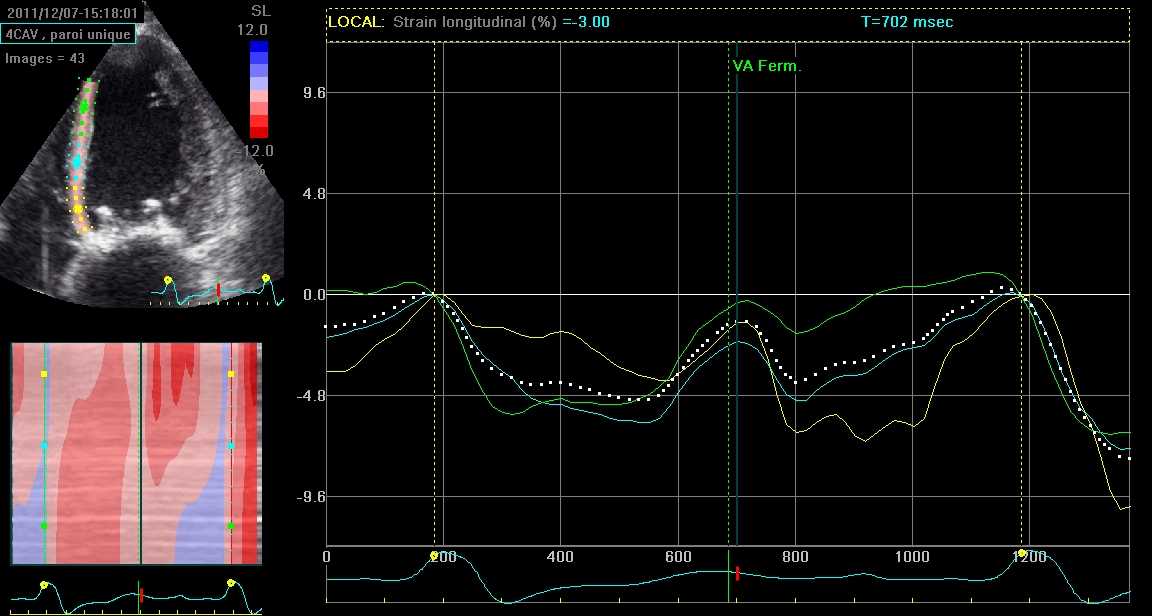 2011/12/07-15:18:01
4CAV , paroi unique
Images = 43
SL
12.0
-12.0
%
LOCAL: Strain longitudinal (%) =-3.00
T=702 msec
VA Ferm.
9.6
4.8
0.0
-4.8
-9.6
0 200 400 600 800 1000 1200